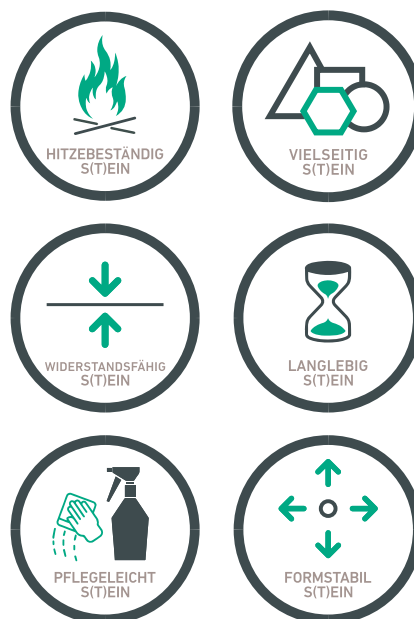 HITZEBESTÄNDIG
S(T)EIN
VIELSEITIG
S(T)EIN
WIDERSTANDSFÄHIG
S(T)EIN
LANGLEBIG
S(T)EIN
PFLEGELEICHT
S(T)EIN
FORMSTABIL
S(T)EIN